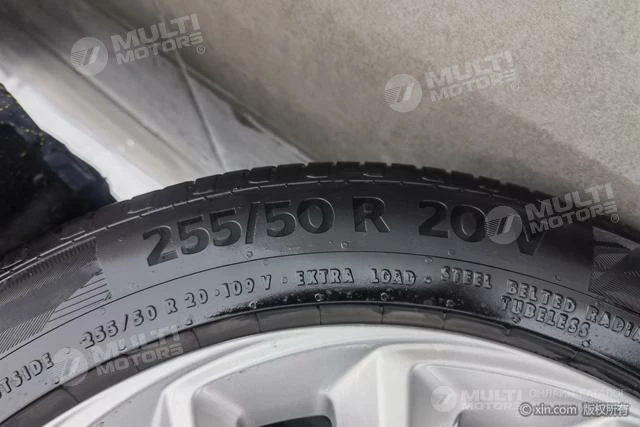 MULTI MOTORS®
MULTI MOTORS
255/50 R 20 V
MULTI MOTORS
255/50 R 20 · 109 V · EXTRA LOAD · STEEL BELTED RADIAL
TUBELESS
MULTI MOTORS
MULTI MOTORS
©xin.com 版权所有